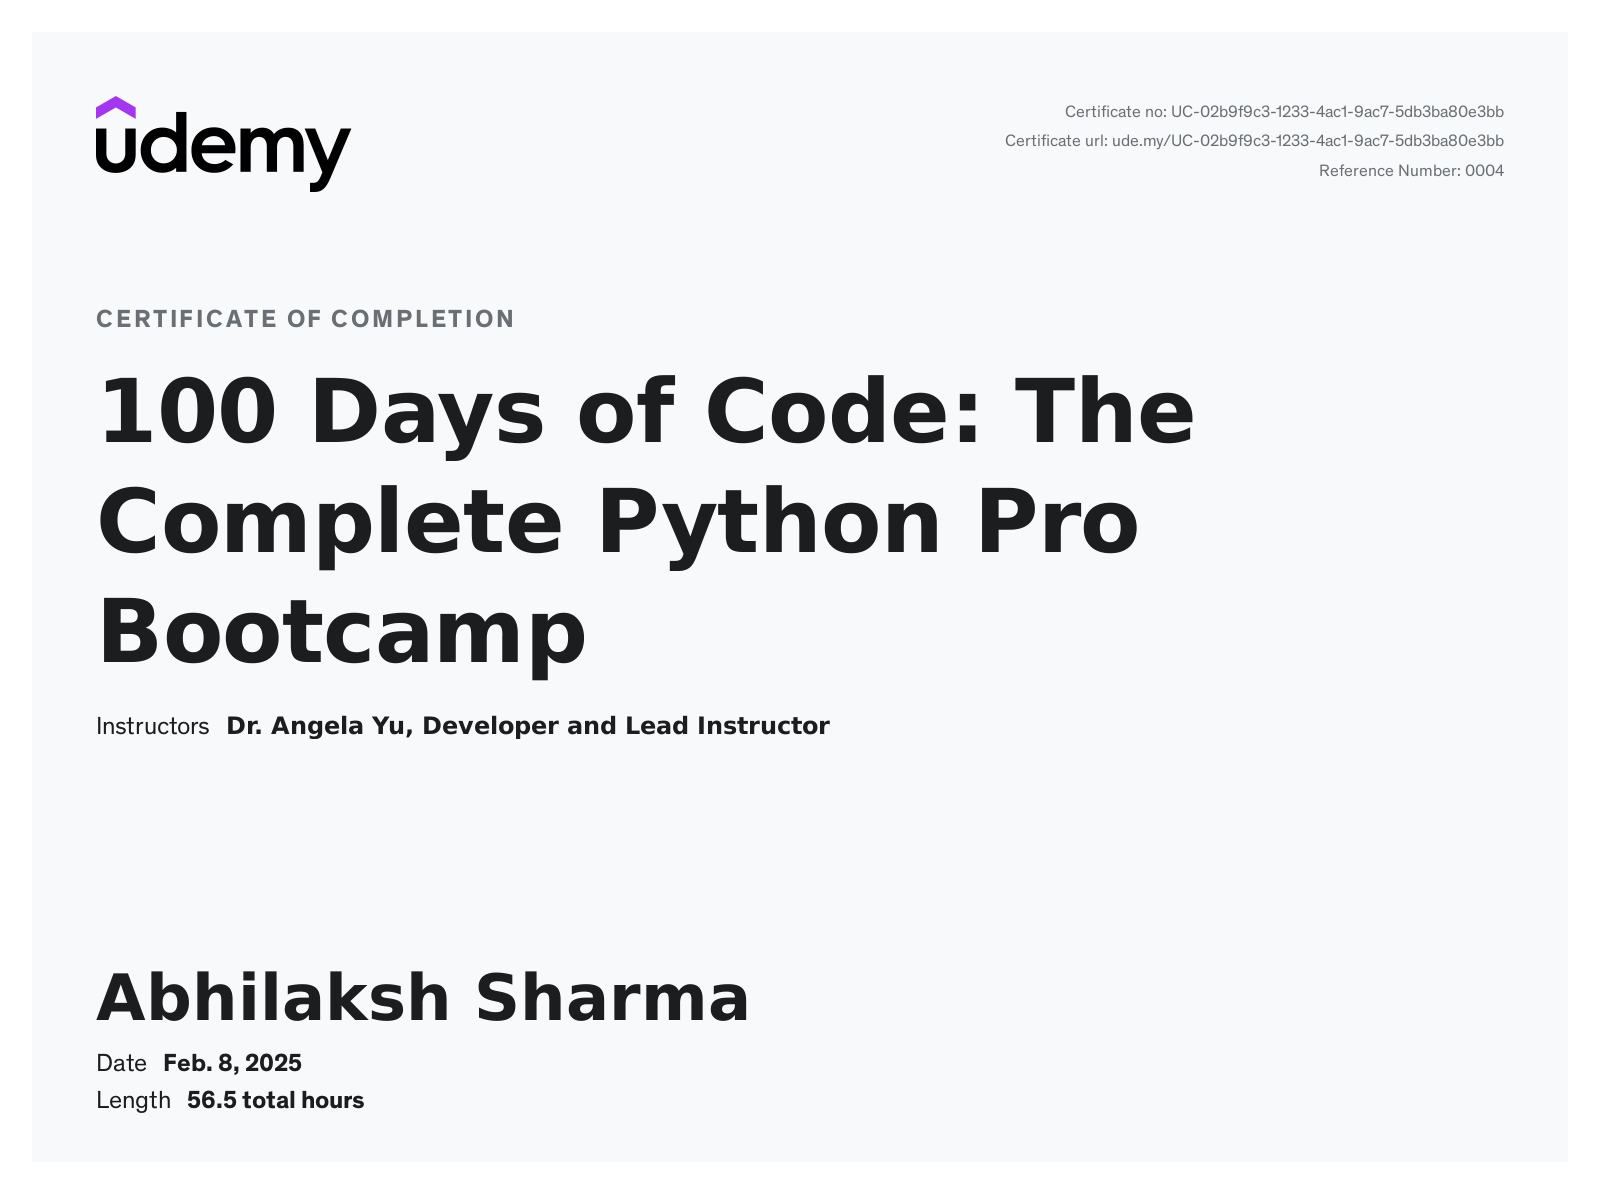 udemy
Certificate no: UC-02b9f9c3-1233-4ac1-9ac7-5db3ba80e3bb
Certificate url: ude.my/UC-02b9f9c3-1233-4ac1-9ac7-5db3ba80e3bb
Reference Number: 0004
CERTIFICATE OF COMPLETION
100 Days of Code: The
Complete Python Pro
Bootcamp
Instructors Dr. Angela Yu, Developer and Lead Instructor
Abhilaksh Sharma
Date Feb. 8, 2025
Length 56.5 total hours